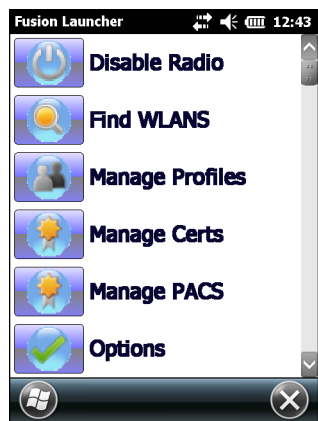 Fusion Launcher 12:43
Disable Radio
Find WLANS
Manage Profiles
Manage Certs
Manage PACS
Options